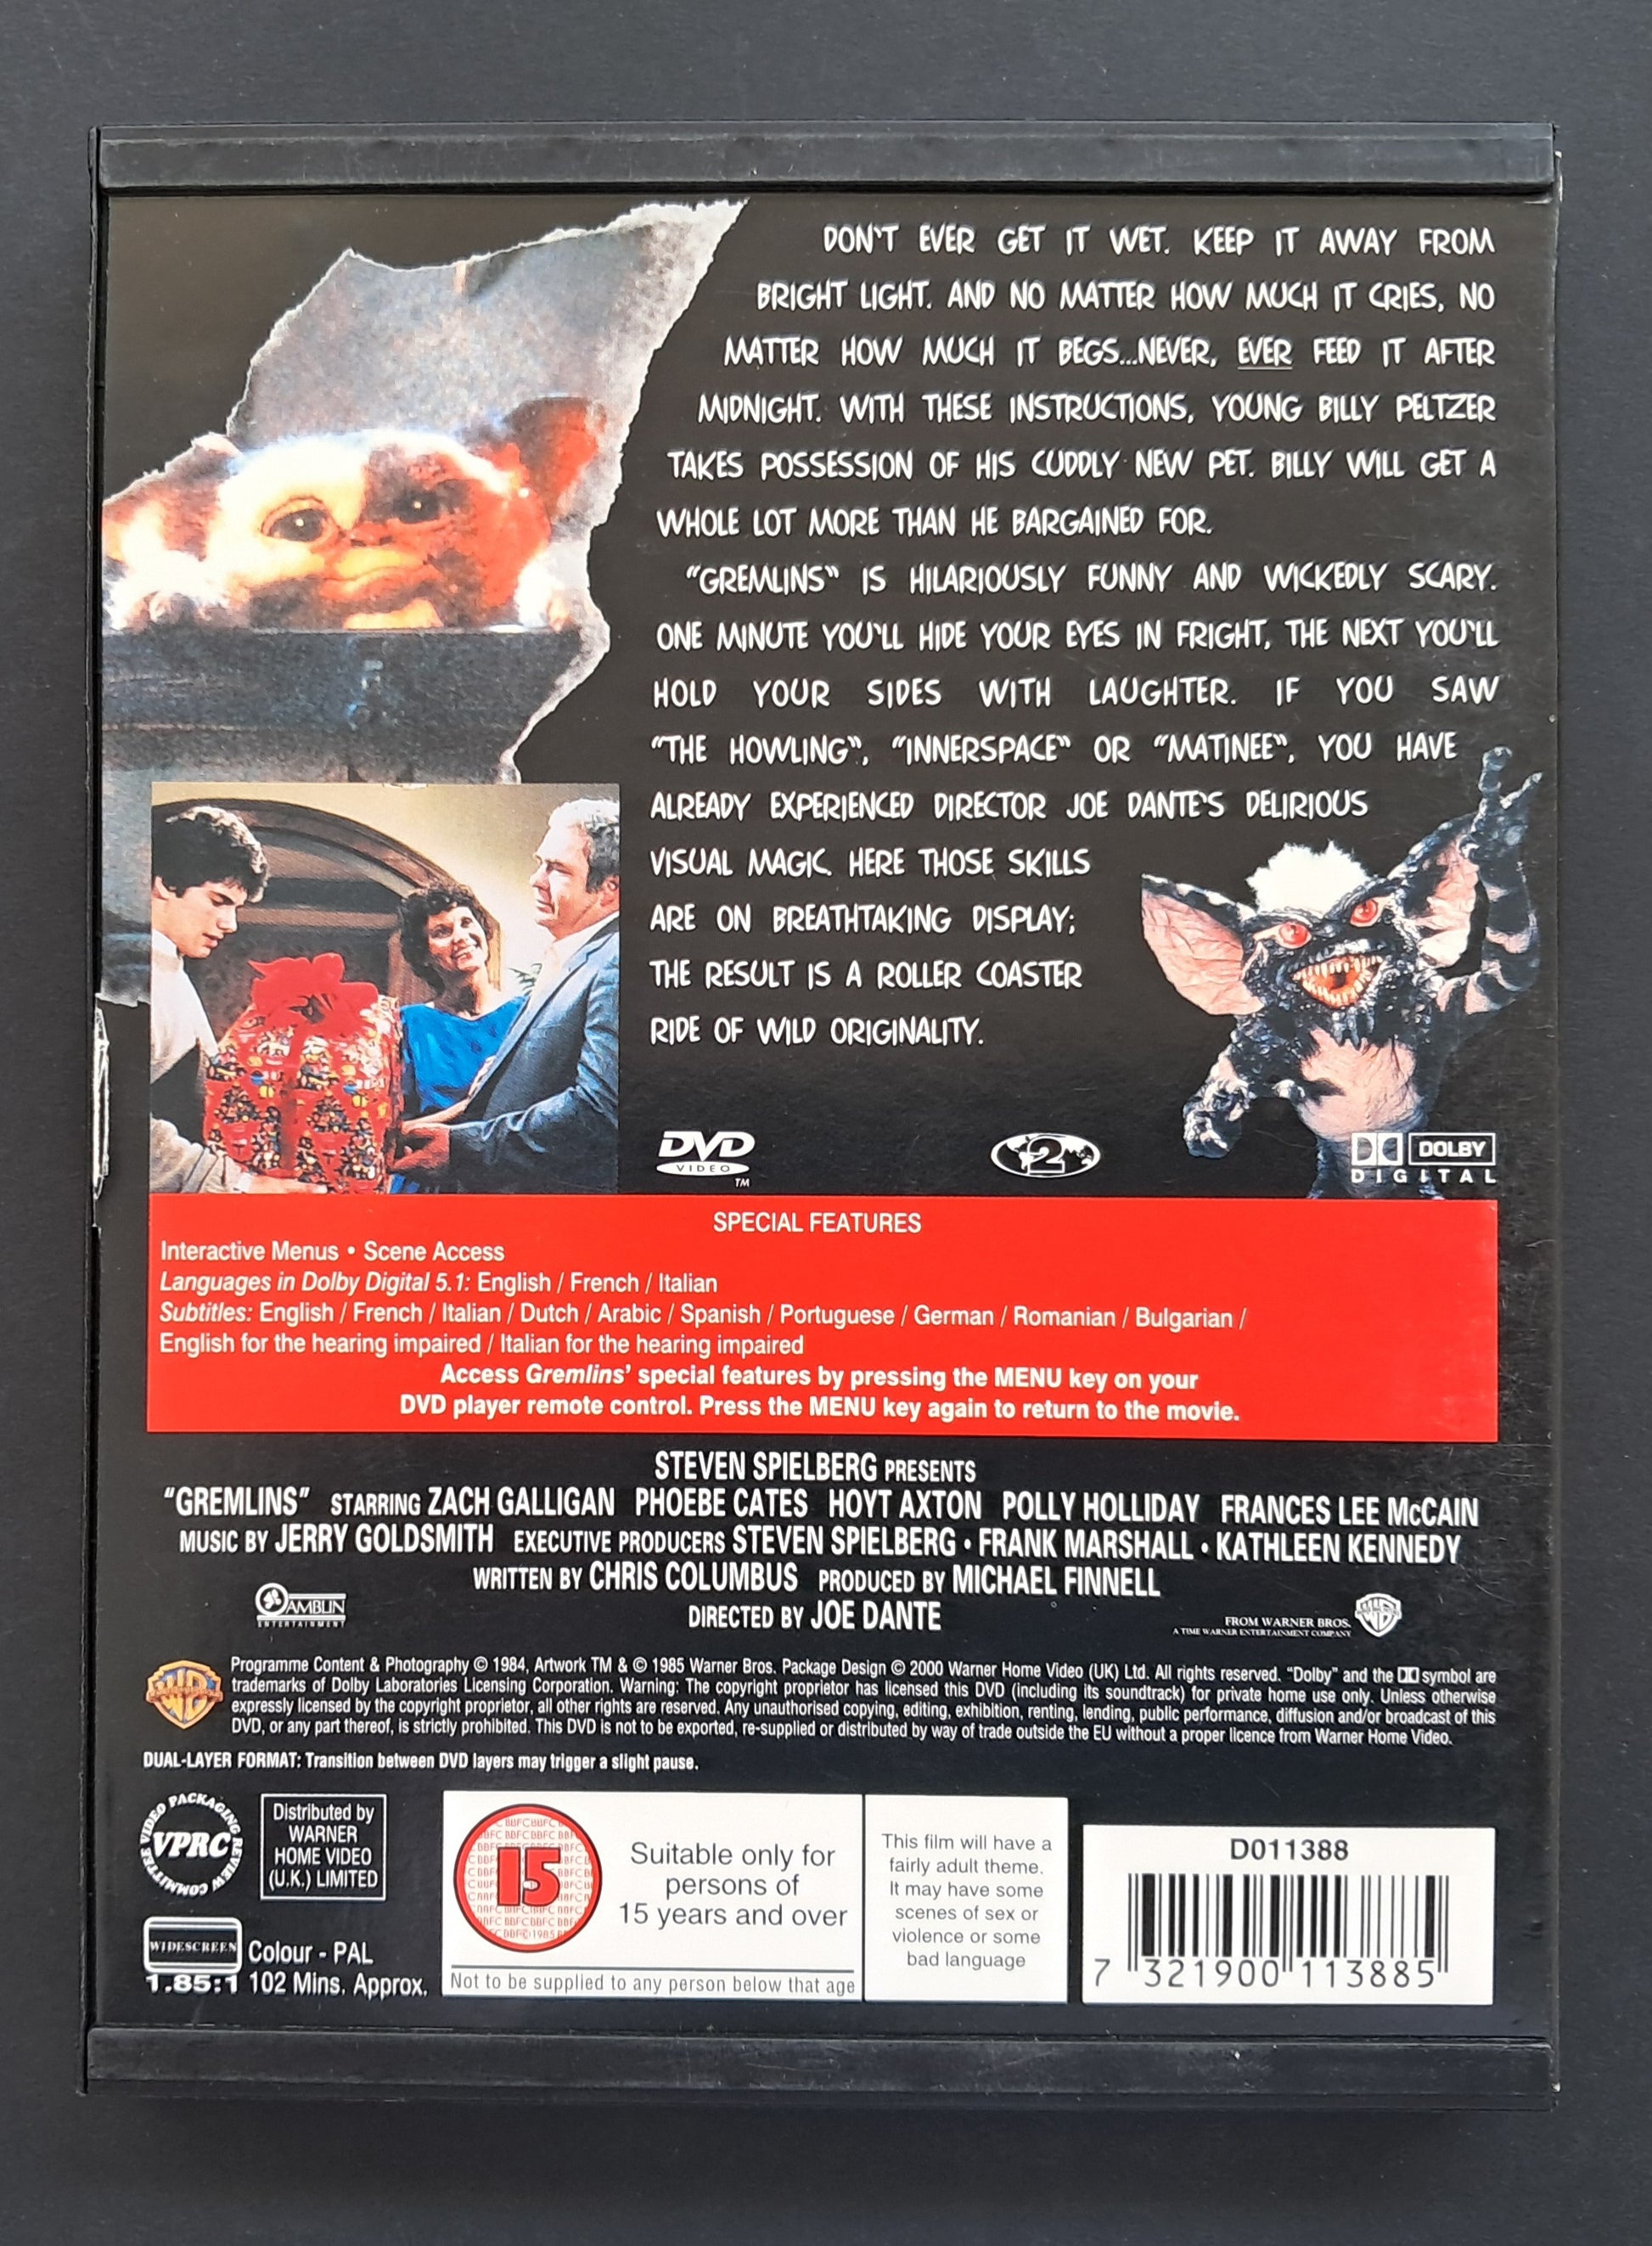 DON'T EVER GET IT WET. KEEP IT AWAY FROM
BRIGHT LIGHT. AND NO MATTER HOW MUCH IT CRIES, NO
MATTER HOW MUCH IT BEGS...NEVER, EVER FEED IT AFTER
MIDNIGHT. WITH THESE INSTRUCTIONS, YOUNG BILLY PELTZER
TAKES POSSESSION OF HIS CUDDLY NEW PET. BILLY WILL GET A
WHOLE LOT MORE THAN HE BARGAINED FOR.
"GREMLINS" IS HILARIOUSLY FUNNY AND WICKEDLY SCARY.
ONE MINUTE YOU'LL HIDE YOUR EYES IN FRIGHT, THE NEXT YOU'LL
HOLD YOUR SIDES WITH LAUGHTER. IF YOU SAW
"THE HOWLING", "INNERSPACE" OR "MATINEE", YOU HAVE
ALREADY EXPERIENCED DIRECTOR JOE DANTE'S DELIRIOUS
VISUAL MAGIC. HERE THOSE SKILLS
ARE ON BREATHTAKING DISPLAY;
THE RESULT IS A ROLLER COASTER
RIDE OF WILD ORIGINALITY.
DVD
VIDEO
TM
2
DOLBY
DIGITAL
SPECIAL FEATURES
Interactive Menus • Scene Access
Languages in Dolby Digital 5.1: English / French / Italian
Subtitles: English / French / Italian / Dutch / Arabic / Spanish / Portuguese / German / Romanian / Bulgarian /
English for the hearing impaired / Italian for the hearing impaired
Access Gremlins' special features by pressing the MENU key on your
DVD player remote control. Press the MENU key again to return to the movie.
STEVEN SPIELBERG PRESENTS
"GREMLINS" STARRING ZACH GALLIGAN PHOEBE CATES HOYT AXTON POLLY HOLLIDAY FRANCES LEE McCAIN
MUSIC BY JERRY GOLDSMITH EXECUTIVE PRODUCERS STEVEN SPIELBERG • FRANK MARSHALL • KATHLEEN KENNEDY
WRITTEN BY CHRIS COLUMBUS PRODUCED BY MICHAEL FINNELL
DIRECTED BY JOE DANTE
AMBLIN
ENTERTAINMENT
FROM WARNER BROS.
A TIME WARNER ENTERTAINMENT COMPANY
WB
Programme Content & Photography © 1984, Artwork TM & © 1985 Warner Bros. Package Design © 2000 Warner Home Video (UK) Ltd. All rights reserved. "Dolby" and the symbol are
trademarks of Dolby Laboratories Licensing Corporation. Warning: The copyright proprietor has licensed this DVD (including its soundtrack) for private home use only. Unless otherwise
expressly licensed by the copyright proprietor, all other rights are reserved. Any unauthorised copying, editing, exhibition, renting, lending, public performance, diffusion and/or broadcast of this
DVD, or any part thereof, is strictly prohibited. This DVD is not to be exported, re-supplied or distributed by way of trade outside the EU without a proper licence from Warner Home Video.
DUAL-LAYER FORMAT: Transition between DVD layers may trigger a slight pause.
VIDEO PACKAGING REVIEW COMMITTEE
VPRC
Distributed by
WARNER
HOME VIDEO
(U.K.) LIMITED
WIDESCREEN
1.85:1
Colour - PAL
102 Mins. Approx.
15
Suitable only for
persons of
15 years and over
Not to be supplied to any person below that age
This film will have a
fairly adult theme.
It may have some
scenes of sex or
violence or some
bad language
D011388
7 321900 113885